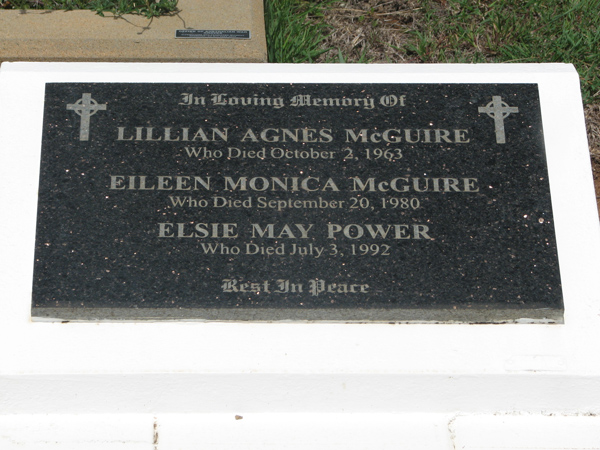 In Loving Memory Of
LILLIAN AGNES McGUIRE
Who Died October 2, 1963
EILEEN MONICA McGUIRE
Who Died September 20, 1980
ELSIE MAY POWER
Who Died July 3, 1992
Rest In Peace